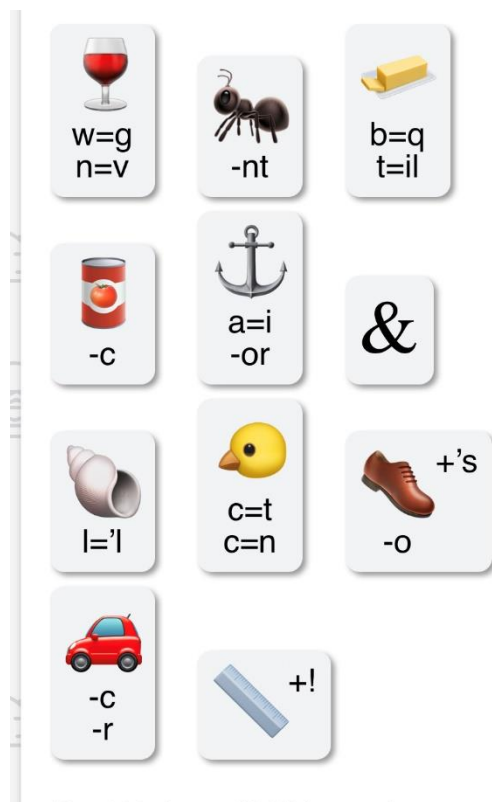 w=g
n=v
-nt
b=q
t=il
-c
a=i
-or
&
l='l
c=t
c=n
+'s
-o
-c
-r
+!